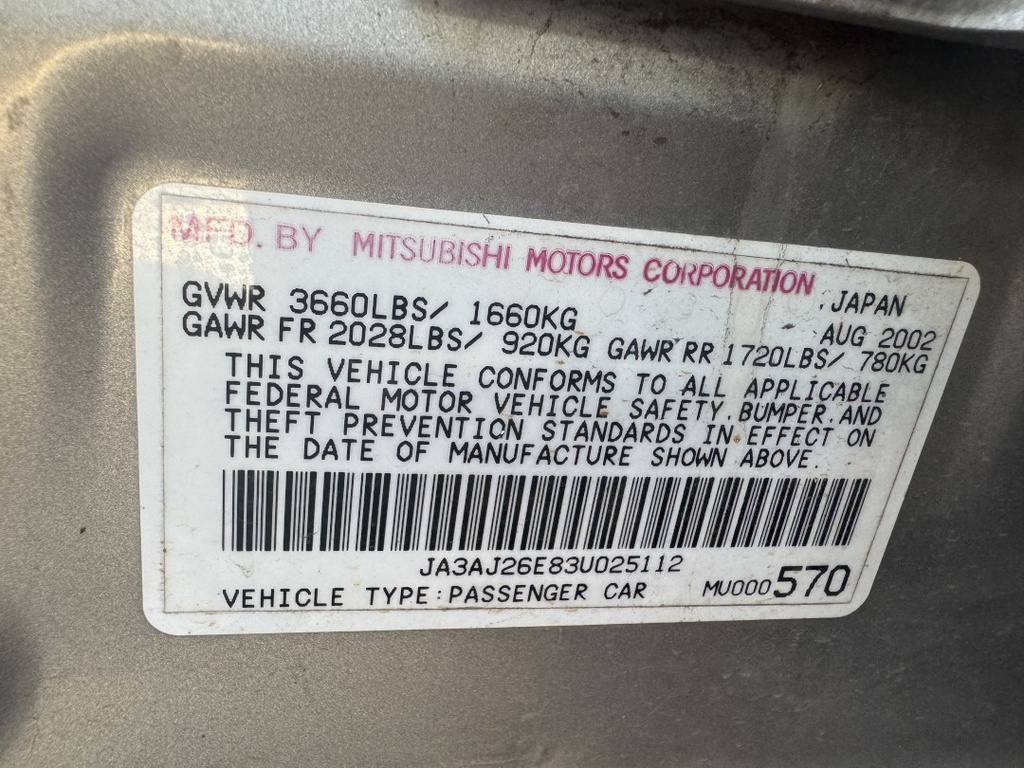 MFD. BY MITSUBISHI MOTORS CORPORATION, JAPAN
GVWR 3660LBS/ 1660KG AUG 2002
GAWR FR 2028LBS/ 920KG GAWR RR 1720LBS/ 780KG
THIS VEHICLE CONFORMS TO ALL APPLICABLE
FEDERAL MOTOR VEHICLE SAFETY, BUMPER, AND
THEFT PREVENTION STANDARDS IN EFFECT ON
THE DATE OF MANUFACTURE SHOWN ABOVE.
JA3AJ26E83U025112
VEHICLE TYPE: PASSENGER CAR MU000570